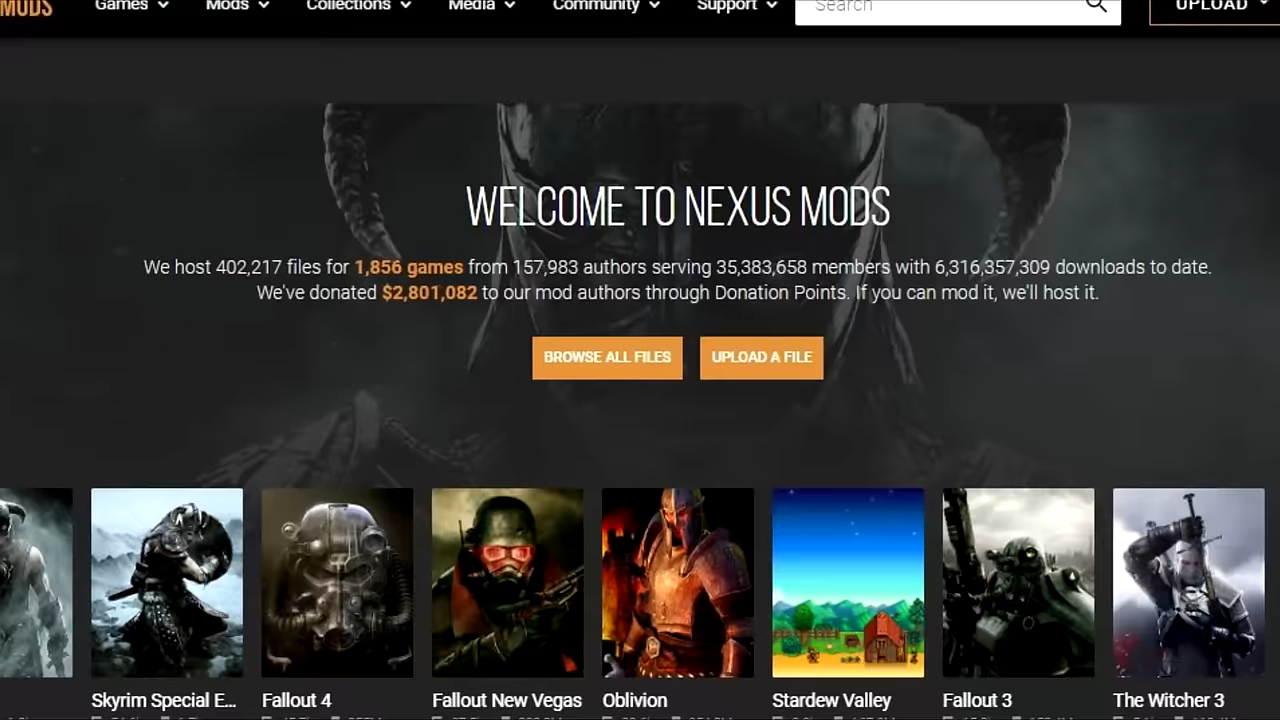 MODS Games Mods Collections Media Community Support Search UPLOAD
WELCOME TO NEXUS MODS
We host 402,217 files for 1,856 games from 157,983 authors serving 35,383,658 members with 6,316,357,309 downloads to date.
We've donated $2,801,082 to our mod authors through Donation Points. If you can mod it, we'll host it.
BROWSE ALL FILES UPLOAD A FILE
Skyrim Special E... Fallout 4 Fallout New Vegas Oblivion Stardew Valley Fallout 3 The Witcher 3